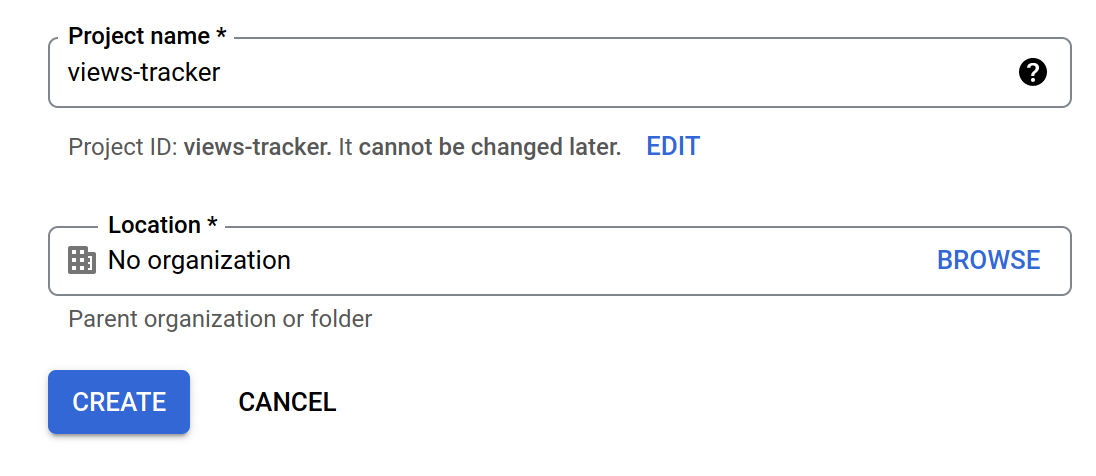 Project name *
views-tracker
Project ID: views-tracker. It cannot be changed later. EDIT
Location *
No organization BROWSE
Parent organization or folder
CREATE CANCEL